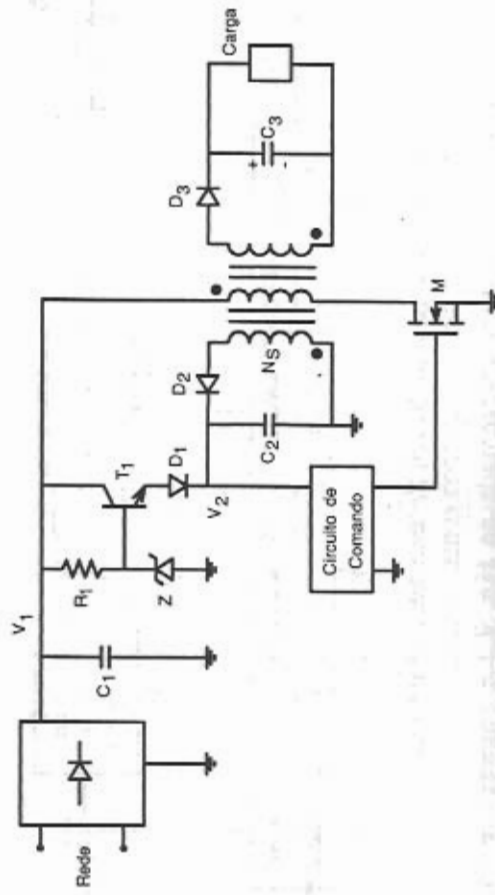 Rede
V1
C1
R1
Z
T1
D1
V2
Circuito de
Comando
C2
D2
NS
M
D3
+
C3
-
Carga